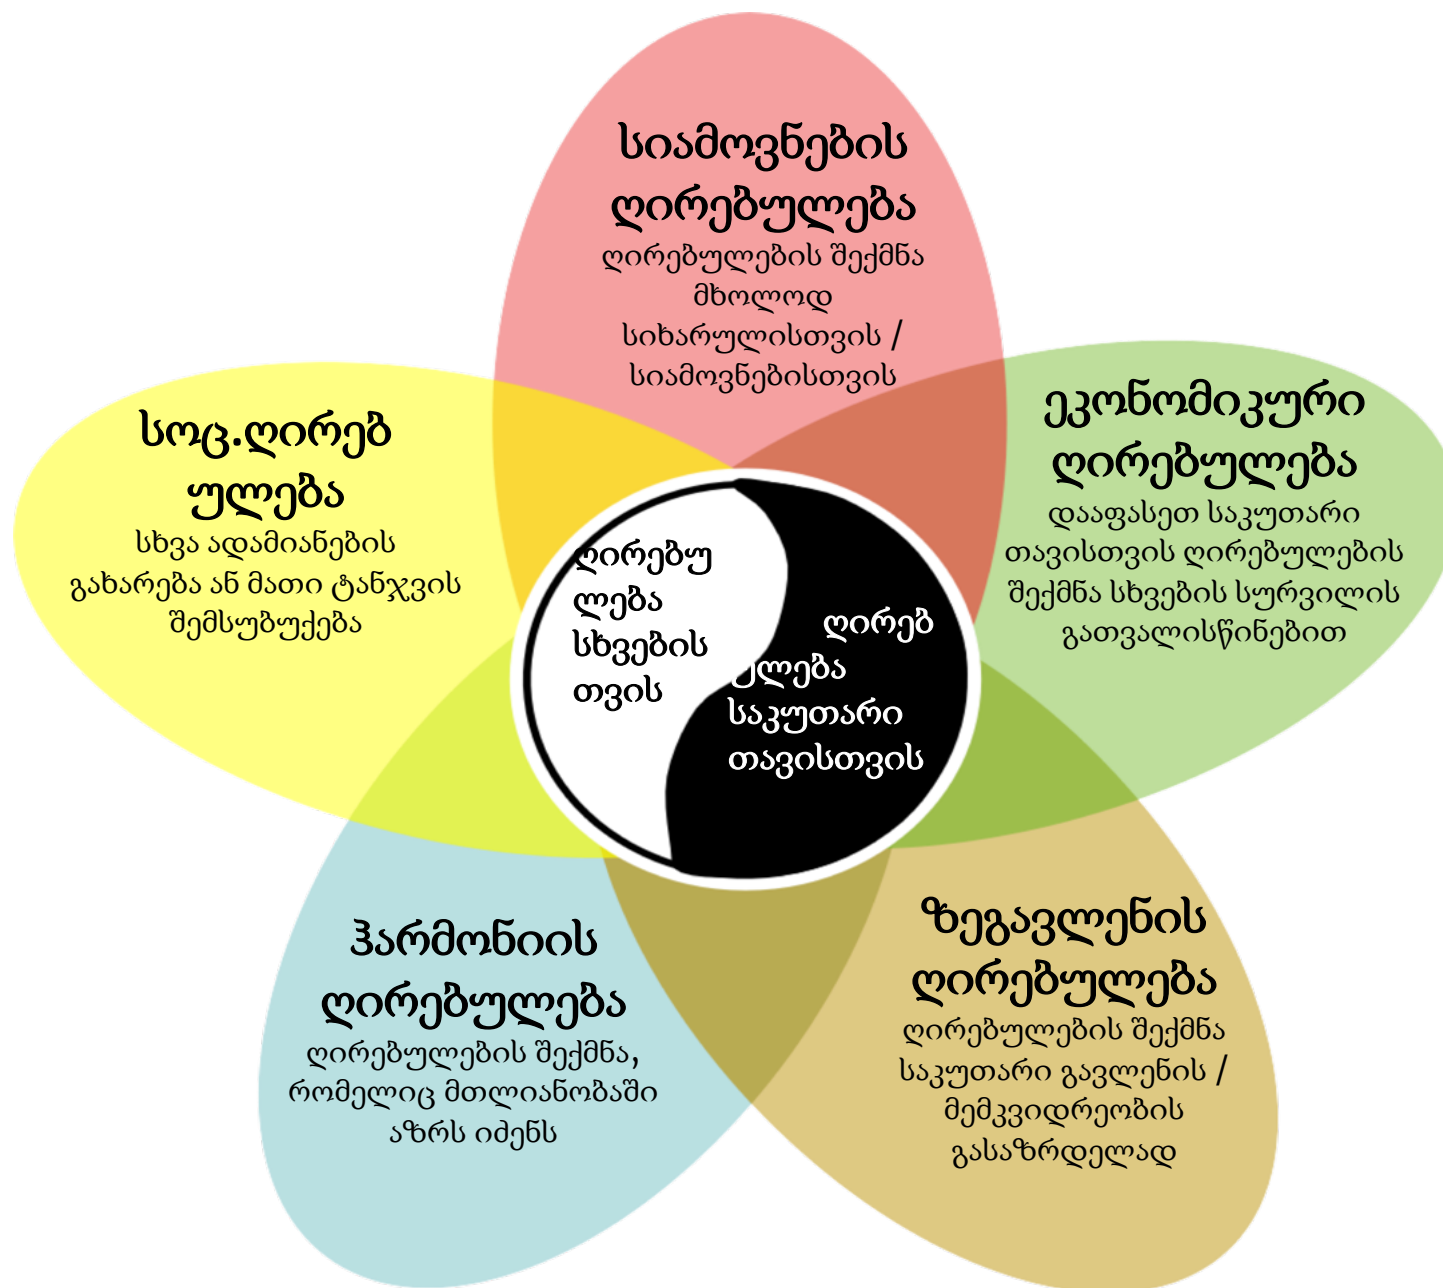 სიამოვნების
ღირებულება
ღირებულების შექმნა
მხოლოდ
სიხარულისთვის /
სიამოვნებისთვის
ეკონომიკური
ღირებულება
დააფასეთ საკუთარი
თავისთვის ღირებულების
შექმნა სხვების სურვილის
გათვალისწინებით
სოც.ღირებ
ულება
სხვა ადამიანების
გახარება ან მათი ტანჯვის
შემსუბუქება
ღირებუ
ლება
სხვების
თვის
ღირებ
ულება
საკუთარი
თავისთვის
ჰარმონიის
ღირებულება
ღირებულების შექმნა,
რომელიც მთლიანობაში
აზრს იძენს
ზეგავლენის
ღირებულება
ღირებულების შექმნა
საკუთარი გავლენის /
მემკვიდრეობის
გასაზრდელად